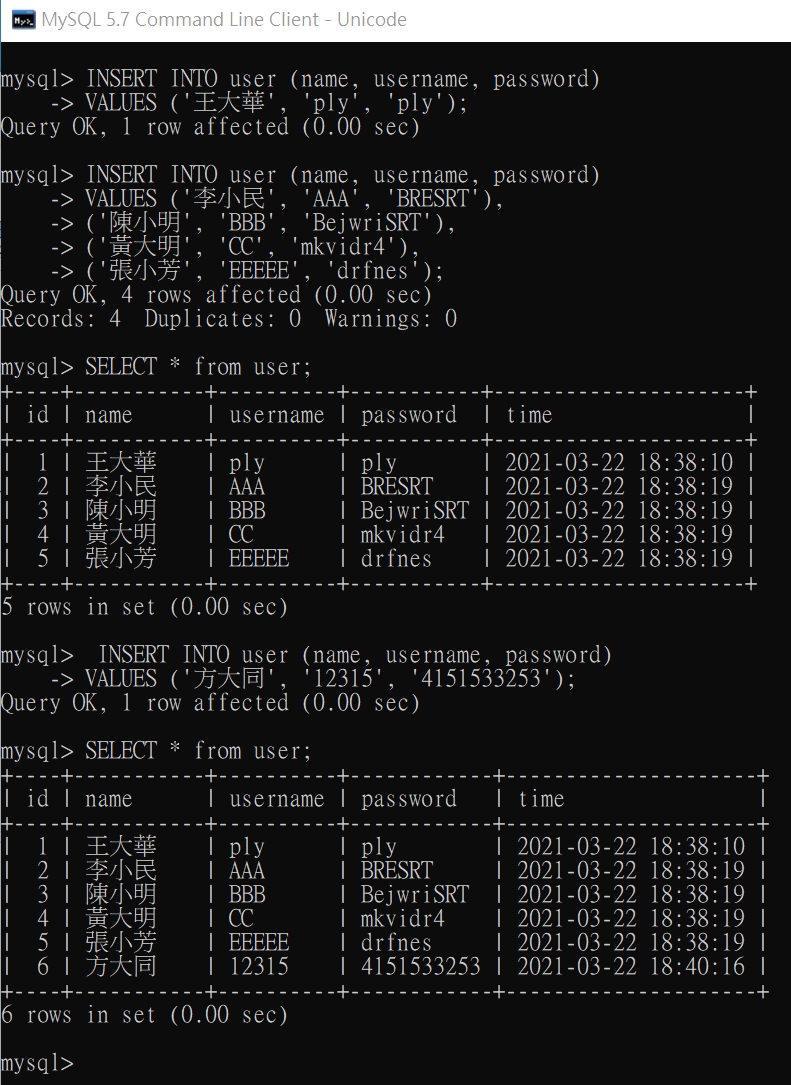 MySQL 5.7 Command Line Client - Unicode
mysql> INSERT INTO user (name, username, password)
    -> VALUES ('王大華', 'ply', 'ply');
Query OK, 1 row affected (0.00 sec)
mysql> INSERT INTO user (name, username, password)
    -> VALUES ('李小民', 'AAA', 'BRESRT'),
    -> ('陳小明', 'BBB', 'BejwriSRT'),
    -> ('黃大明', 'CC', 'mkvidr4'),
    -> ('張小芳', 'EEEEE', 'drfnes');
Query OK, 4 rows affected (0.00 sec)
Records: 4  Duplicates: 0  Warnings: 0
mysql> SELECT * from user;
+----+-----------+----------+-----------+---------------------+
| id | name      | username | password  | time                |
+----+-----------+----------+-----------+---------------------+
|  1 | 王大華    | ply      | ply       | 2021-03-22 18:38:10 |
|  2 | 李小民    | AAA      | BRESRT    | 2021-03-22 18:38:19 |
|  3 | 陳小明    | BBB      | BejwriSRT | 2021-03-22 18:38:19 |
|  4 | 黃大明    | CC       | mkvidr4   | 2021-03-22 18:38:19 |
|  5 | 張小芳    | EEEEE    | drfnes    | 2021-03-22 18:38:19 |
+----+-----------+----------+-----------+---------------------+
5 rows in set (0.00 sec)
mysql>  INSERT INTO user (name, username, password)
    -> VALUES ('方大同', '12315', '4151533253');
Query OK, 1 row affected (0.00 sec)
mysql> SELECT * from user;
+----+-----------+----------+------------+---------------------+
| id | name      | username | password   | time                |
+----+-----------+----------+------------+---------------------+
|  1 | 王大華    | ply      | ply        | 2021-03-22 18:38:10 |
|  2 | 李小民    | AAA      | BRESRT     | 2021-03-22 18:38:19 |
|  3 | 陳小明    | BBB      | BejwriSRT  | 2021-03-22 18:38:19 |
|  4 | 黃大明    | CC       | mkvidr4    | 2021-03-22 18:38:19 |
|  5 | 張小芳    | EEEEE    | drfnes     | 2021-03-22 18:38:19 |
|  6 | 方大同    | 12315    | 4151533253 | 2021-03-22 18:40:16 |
+----+-----------+----------+------------+---------------------+
6 rows in set (0.00 sec)
mysql>